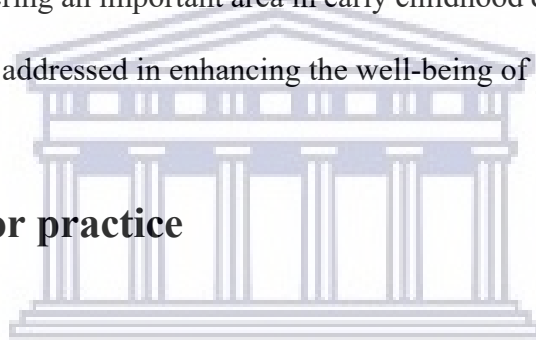 ering an important area in early childhood
addressed in enhancing the well-being of
or practice